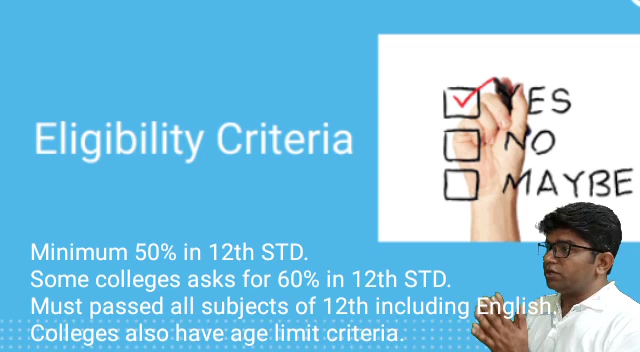 Eligibility Criteria
YES
NO
MAYBE
Minimum 50% in 12th STD.
Some colleges asks for 60% in 12th STD.
Must passed all subjects of 12th including English.
Colleges also have age limit criteria.